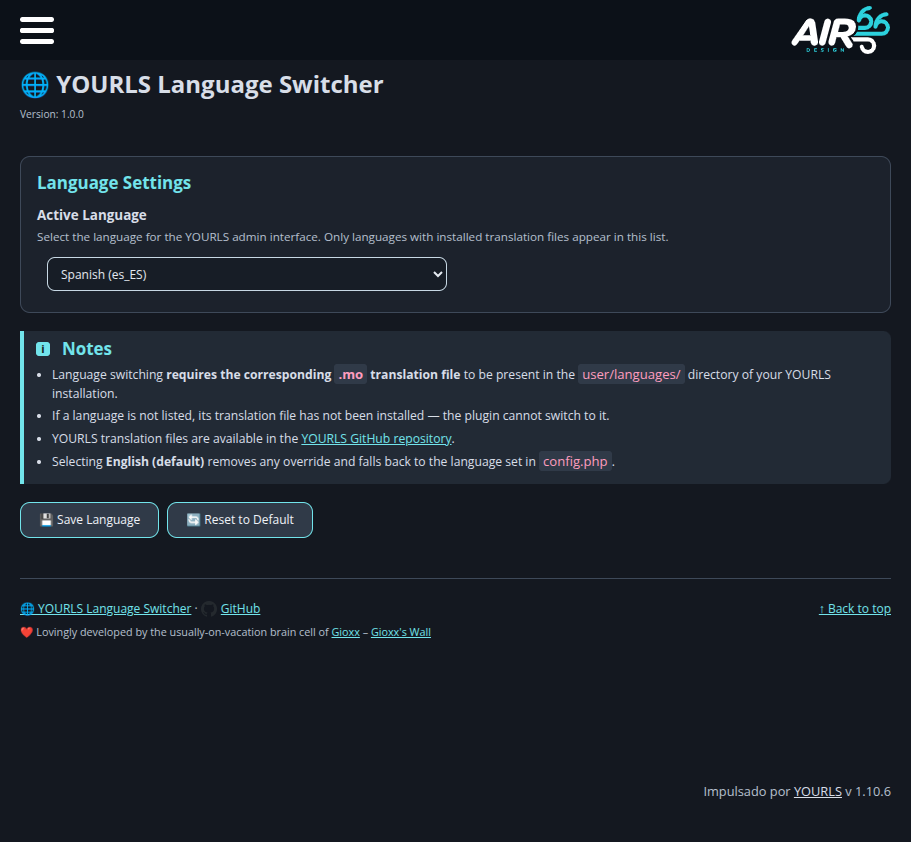 AIR66
DESIGN
🌐 YOURLS Language Switcher
Version: 1.0.0
Language Settings
Active Language
Select the language for the YOURLS admin interface. Only languages with installed translation files appear in this list.
Spanish (es_ES)
i Notes
• Language switching requires the corresponding .mo translation file to be present in the user/languages/ directory of your YOURLS
installation.
• If a language is not listed, its translation file has not been installed — the plugin cannot switch to it.
• YOURLS translation files are available in the YOURLS GitHub repository.
• Selecting English (default) removes any override and falls back to the language set in config.php.
💾 Save Language
🔄 Reset to Default
🌐 YOURLS Language Switcher · GitHub
↑ Back to top
❤️ Lovingly developed by the usually-on-vacation brain cell of Gioxx – Gioxx's Wall
Impulsado por YOURLS v 1.10.6